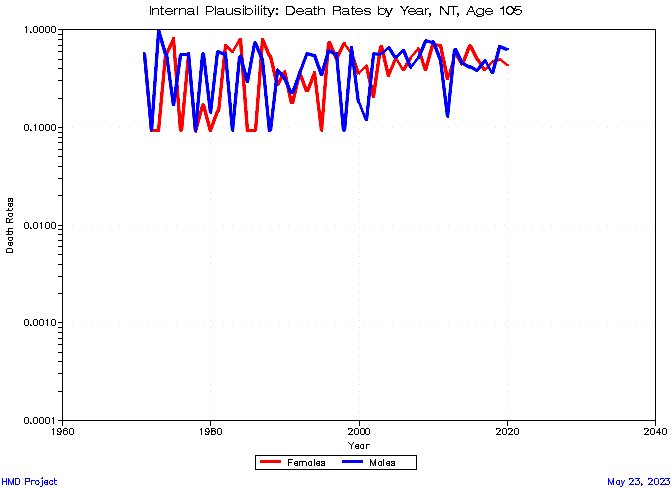 Internal Plausibility: Death Rates by Year, NT, Age 105
1.0000
0.1000
0.0100
0.0010
0.0001
Death Rates
1960 1980 2000 2020 2040
Year
Females Males
HMD Project May 23, 2023